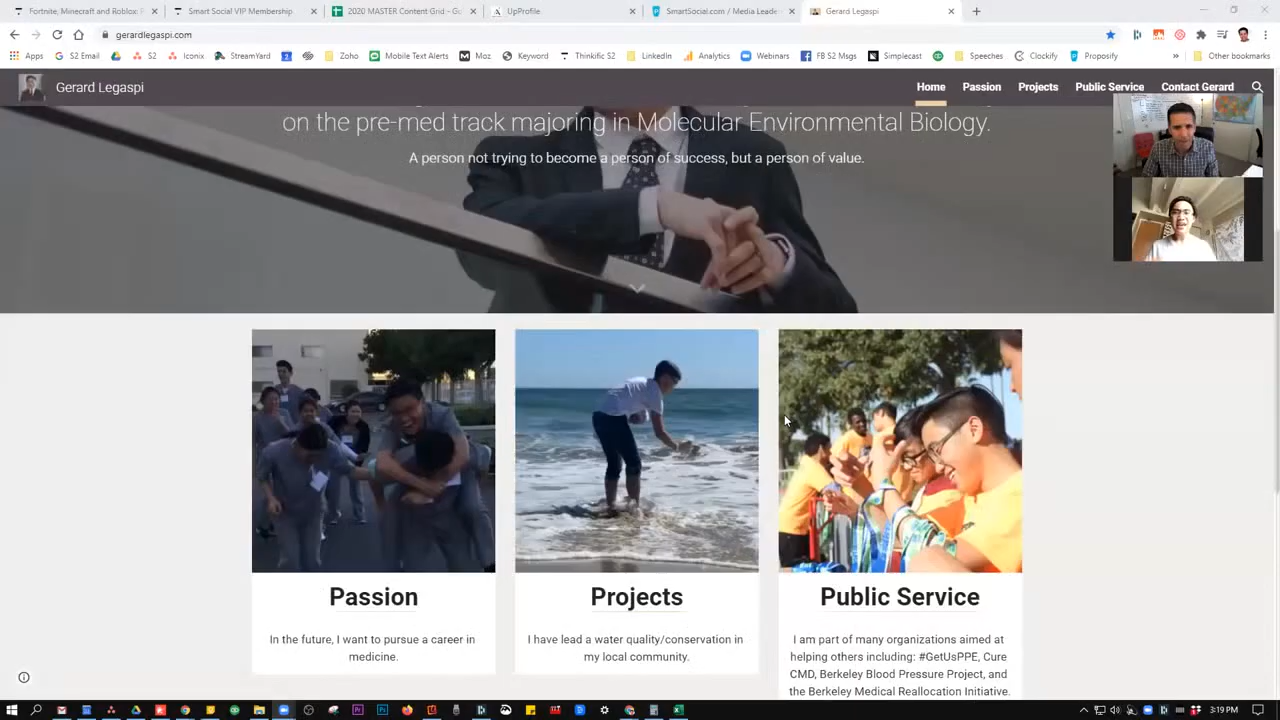 Fortnite, Minecraft and Roblox: F
Smart Social VIP Membership
2020 MASTER Content Grid - Go
UpProfile
SmartSocial.com / Media Leade
Gerard Legaspi
gerardlegaspi.com
Apps
S2 Email
S2
Iconix
StreamYard
Zoho
Mobile Text Alerts
Moz
Keyword
Thinkific S2
LinkedIn
Analytics
Webinars
FB S2 Msgs
Simplecast
Speeches
Clockify
Proposify
»
Other bookmarks
Gerard Legaspi
Home
Passion
Projects
Public Service
Contact Gerard
on the pre-med track majoring in Molecular Environmental Biology.
A person not trying to become a person of success, but a person of value.
Passion
In the future, I want to pursue a career in
medicine.
Projects
I have lead a water quality/conservation in
my local community.
Public Service
I am part of many organizations aimed at
helping others including: #GetUsPPE, Cure
CMD, Berkeley Blood Pressure Project, and
the Berkeley Medical Reallocation Initiative.
3:19 PM